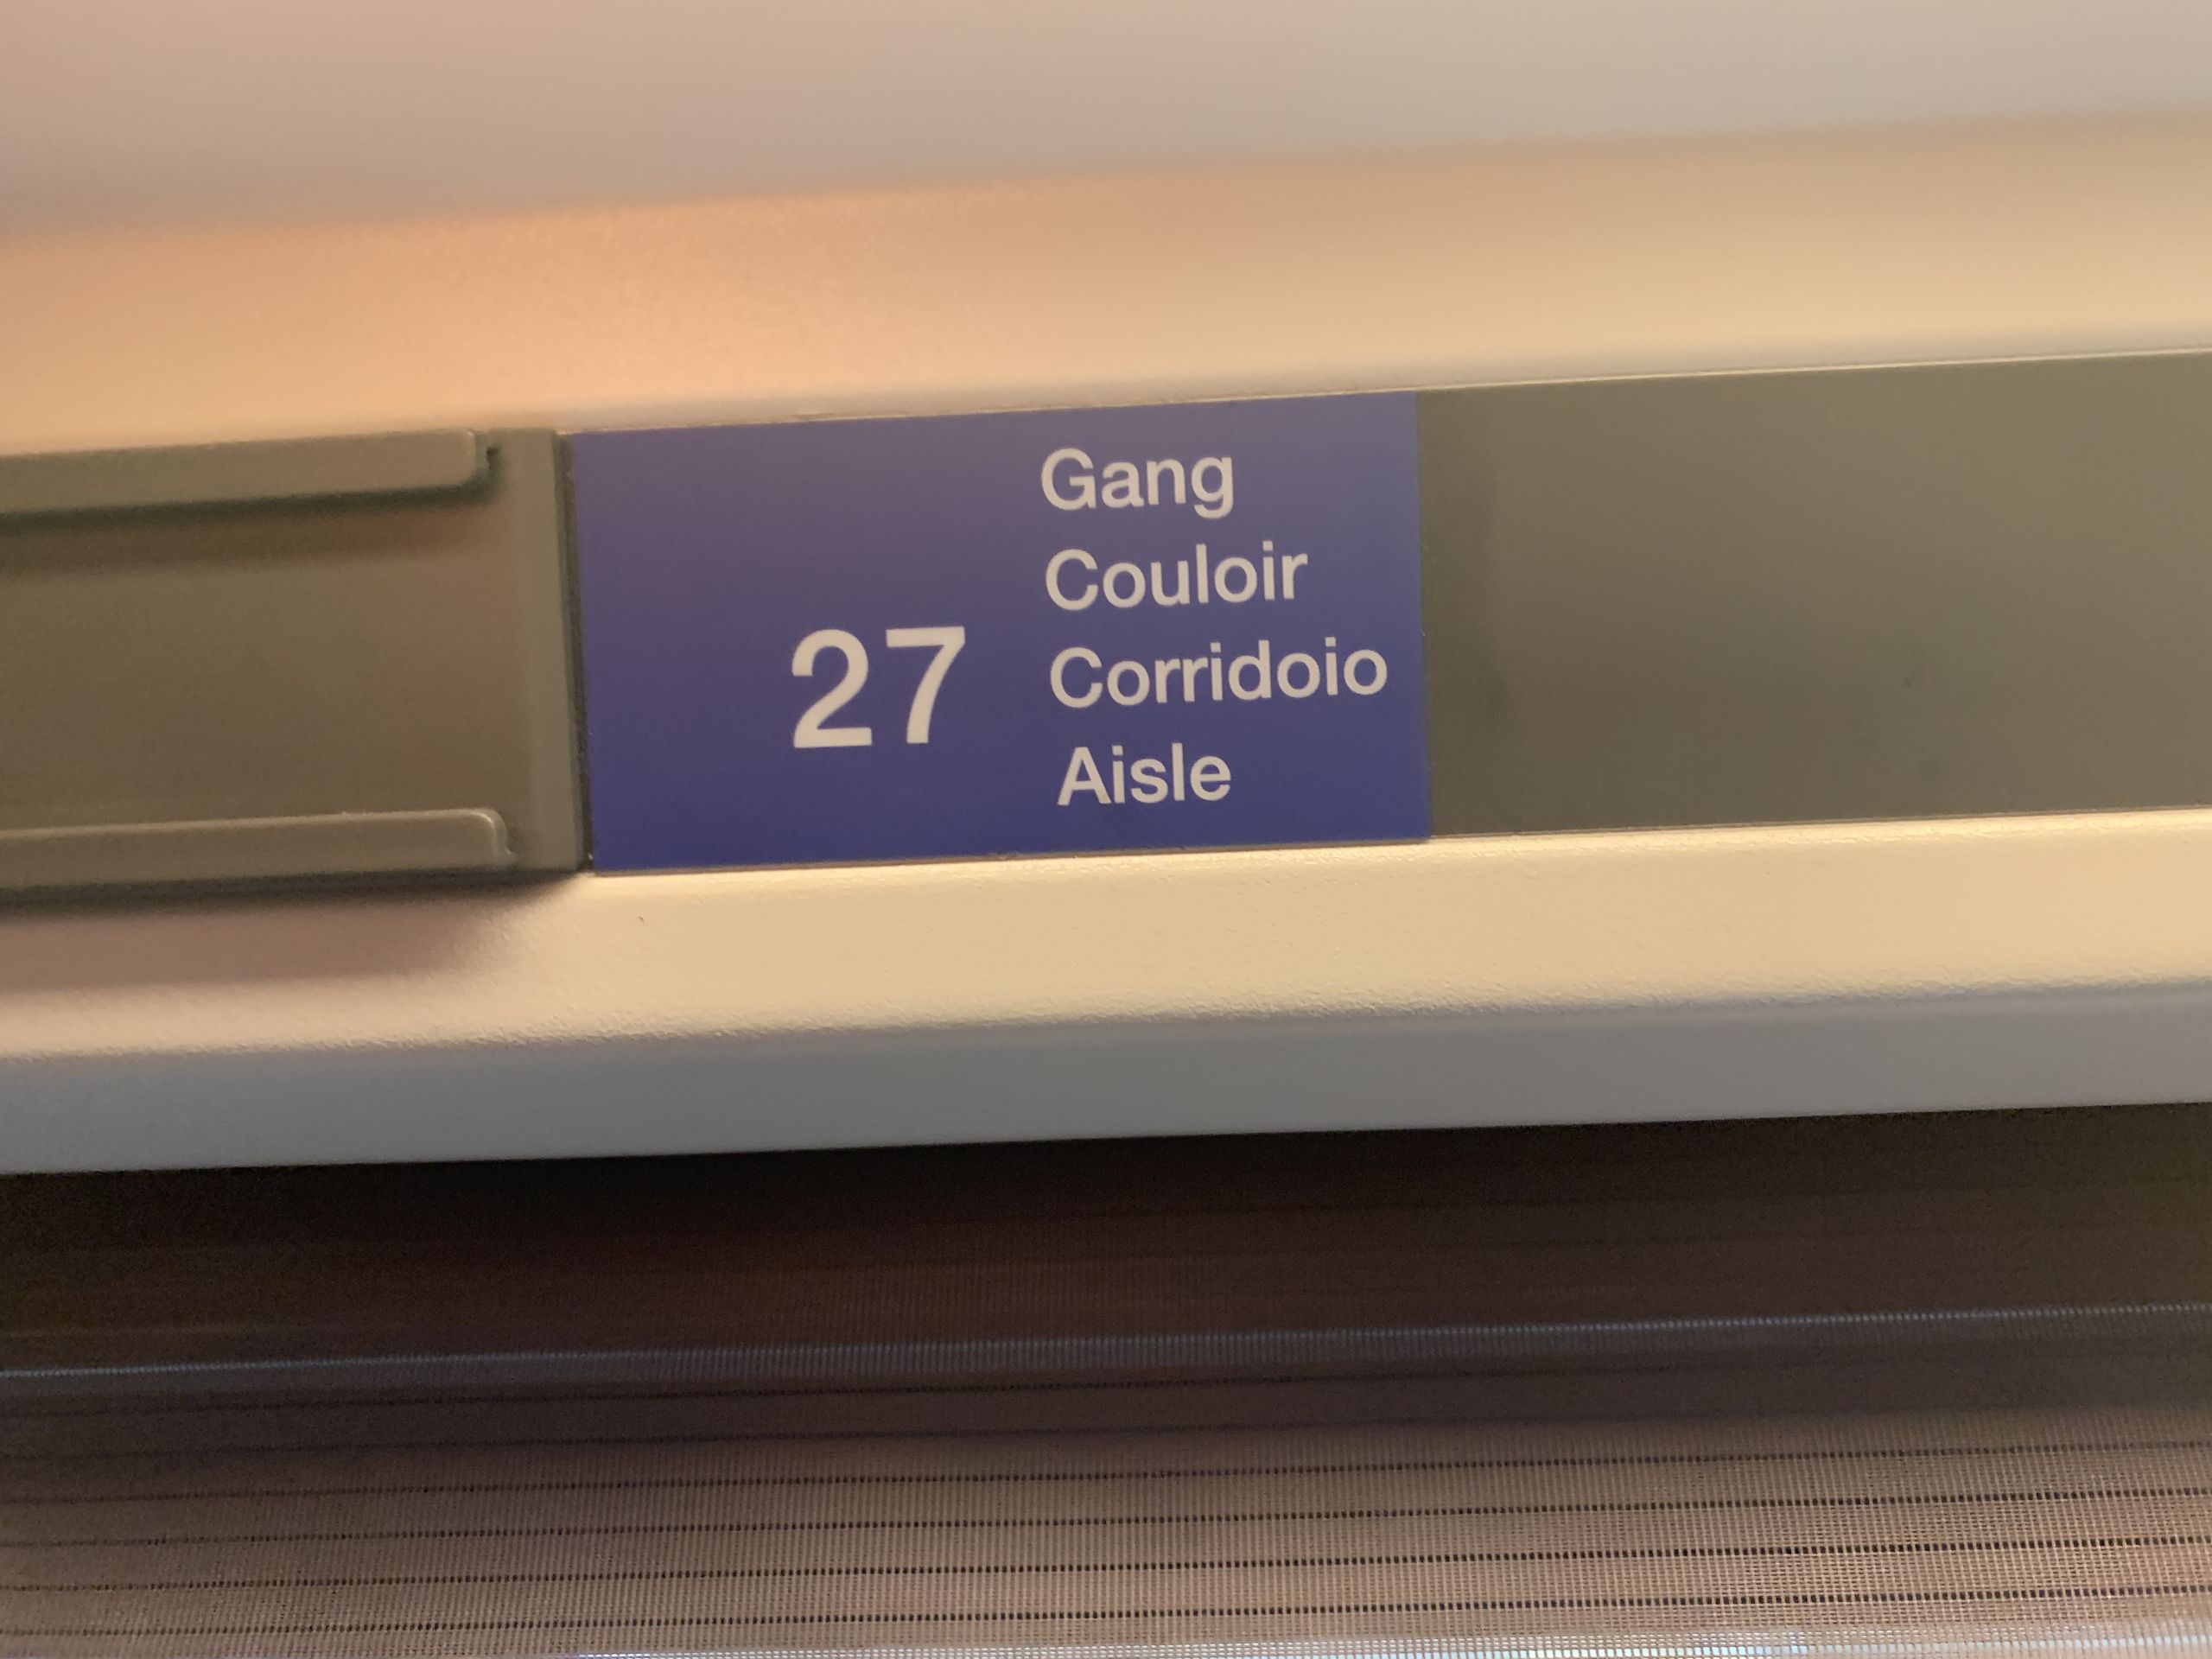 Gang
Couloir
27 Corridoio
Aisle